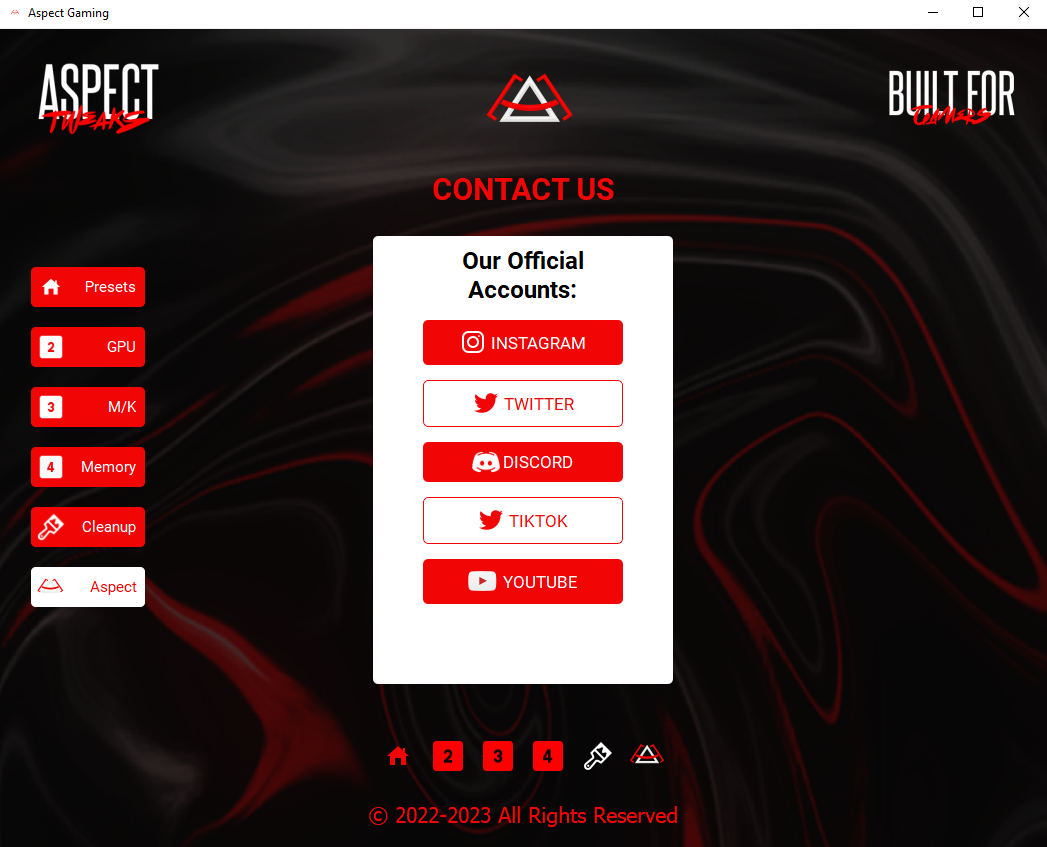 Aspect Gaming
ASPECT
TWEAKS
BUILT FOR
GAMERS
CONTACT US
Our Official
Accounts:
INSTAGRAM
TWITTER
DISCORD
TIKTOK
YOUTUBE
Presets
2 GPU
3 M/K
4 Memory
Cleanup
Aspect
2 3 4
© 2022-2023 All Rights Reserved